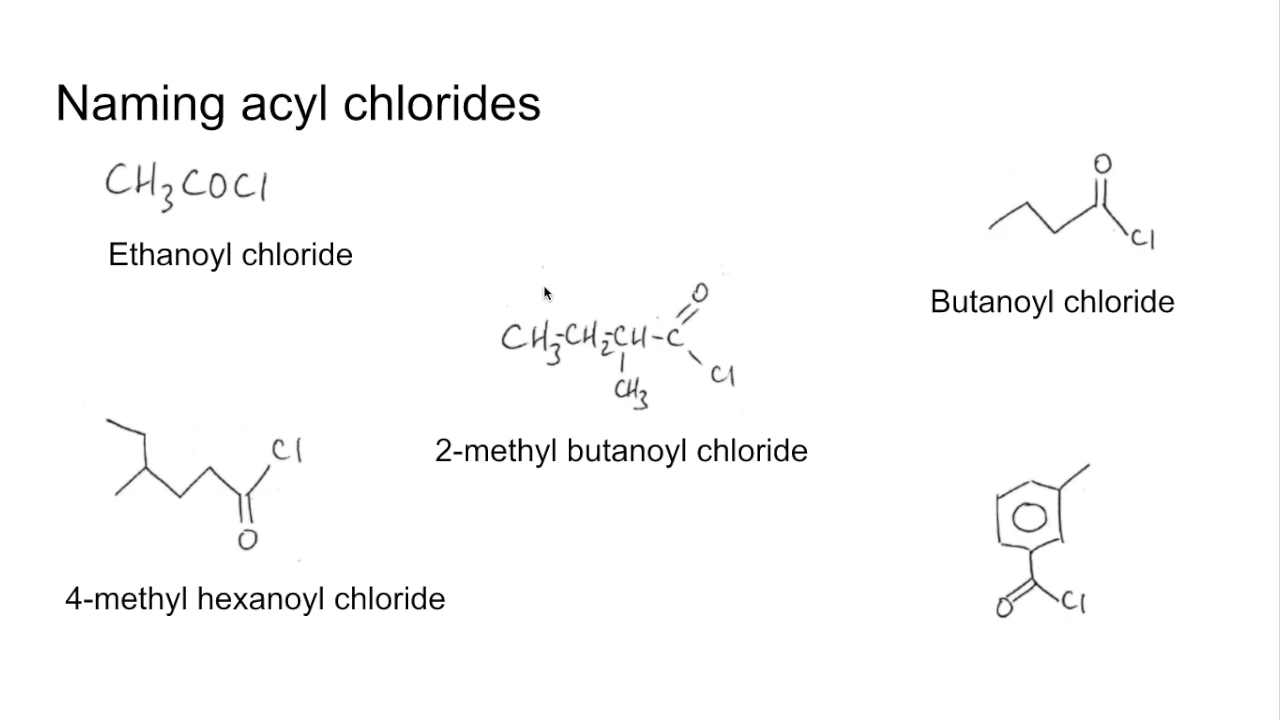 Naming acyl chlorides
CH3COCl
Ethanoyl chloride
O
Cl
Butanoyl chloride
O
CH3-CH2-CH-C
Cl
CH3
2-methyl butanoyl chloride
Cl
O
4-methyl hexanoyl chloride
O Cl